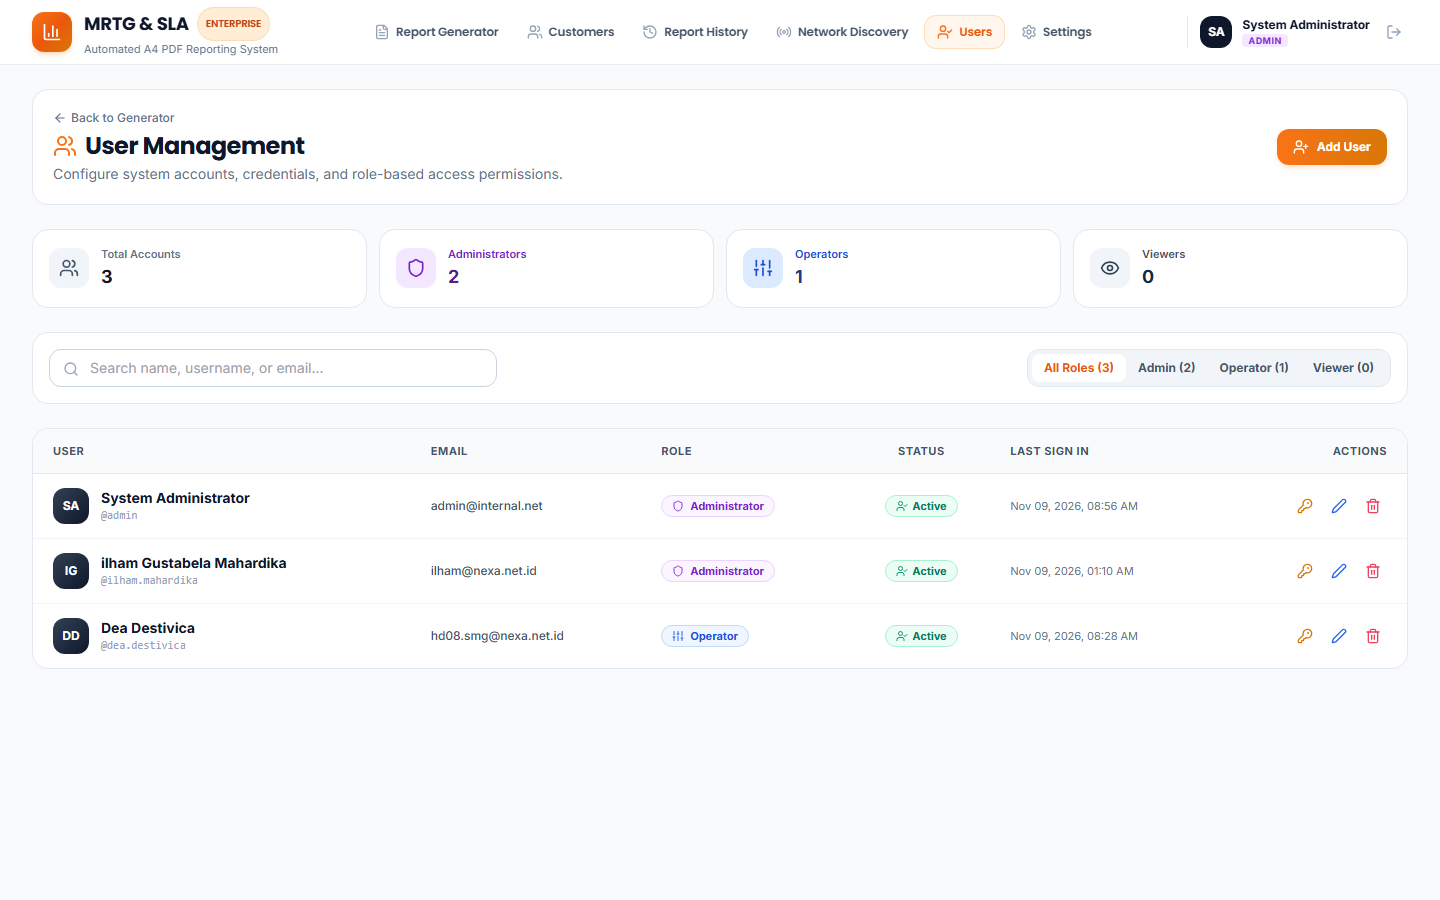 MRTG & SLA ENTERPRISE
Automated A4 PDF Reporting System
Report Generator Customers Report History Network Discovery Users Settings
SA System Administrator
ADMIN
Back to Generator
User Management
Configure system accounts, credentials, and role-based access permissions.
Add User
Total Accounts
3
Administrators
2
Operators
1
Viewers
0
Search name, username, or email...
All Roles (3) Admin (2) Operator (1) Viewer (0)
USER EMAIL ROLE STATUS LAST SIGN IN ACTIONS
SA System Administrator admin@internal.net Administrator Active Nov 09, 2026, 08:56 AM
@admin
IG ilham Gustabela Mahardika ilham@nexa.net.id Administrator Active Nov 09, 2026, 01:10 AM
@ilham.mahardika
DD Dea Destivica hd08.smg@nexa.net.id Operator Active Nov 09, 2026, 08:28 AM
@dea.destivica